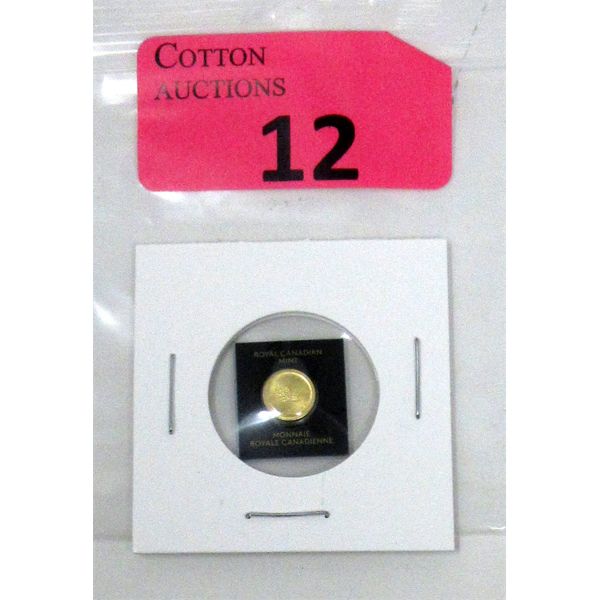 COTTON
AUCTIONS
12
ROYAL CANADIAN
MINT
MONNAIE
ROYALE CANADIENNE